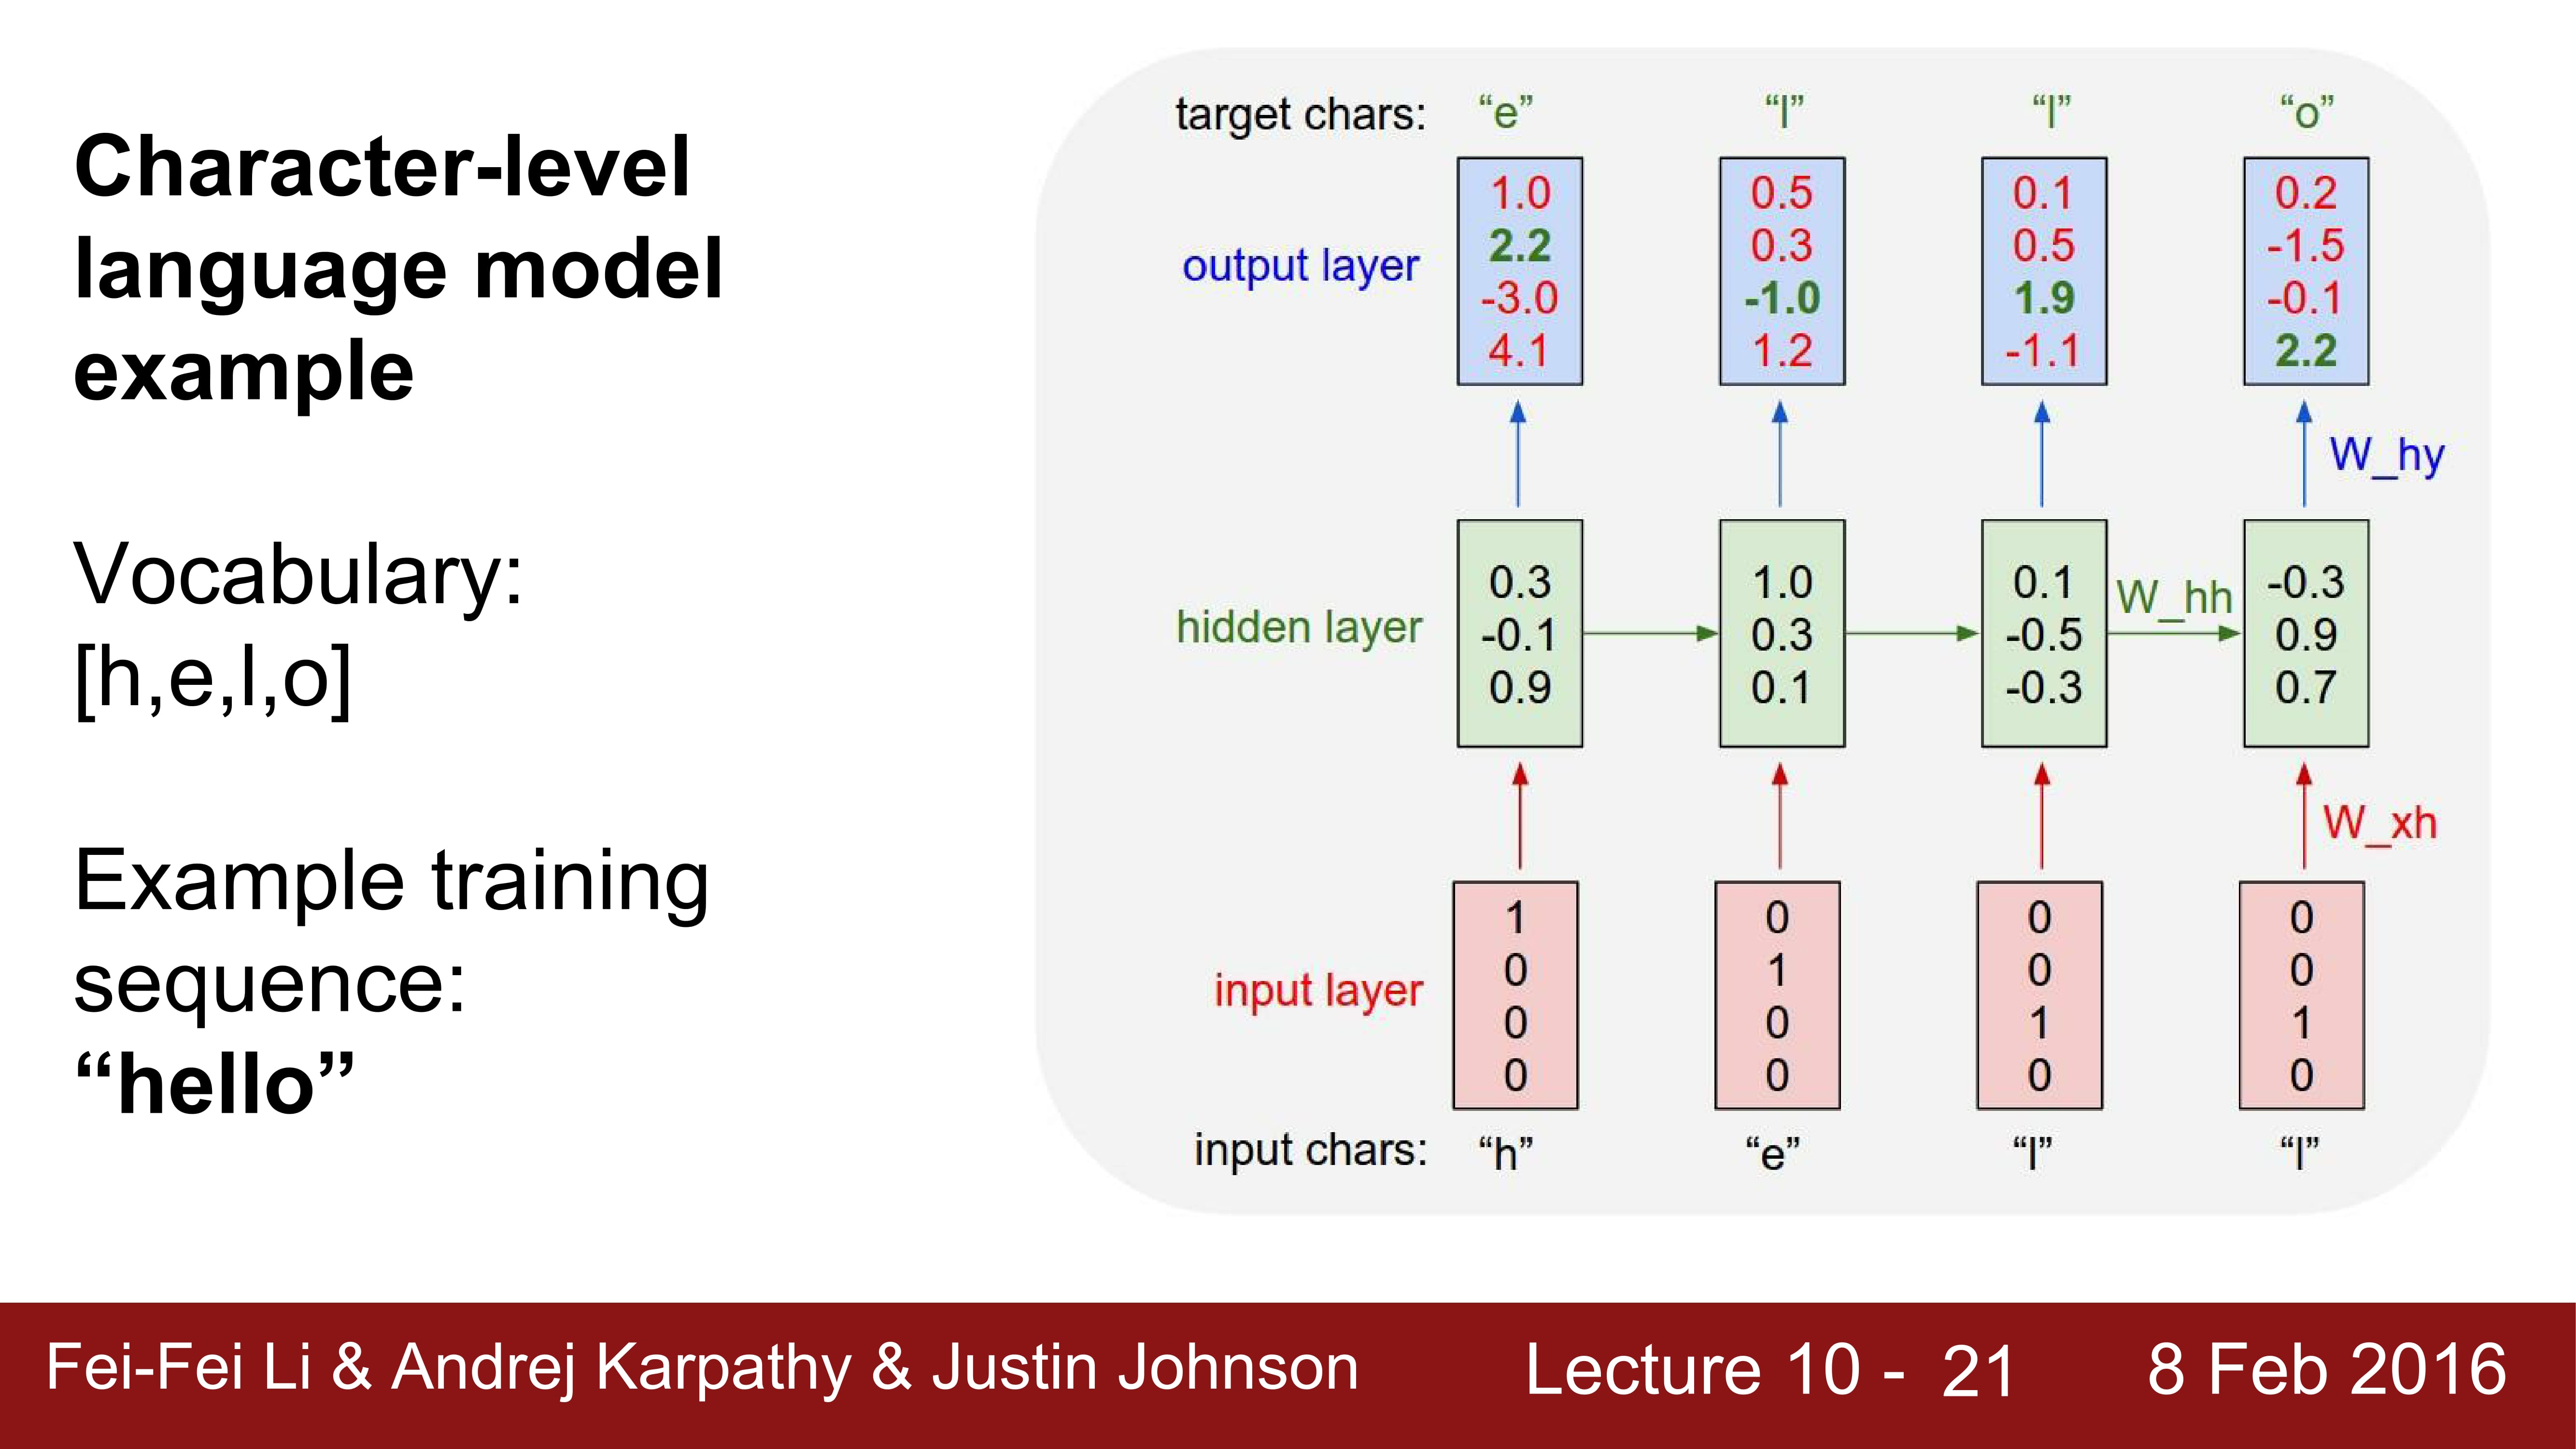 Character-level
language model
example
Vocabulary:
[h,e,l,o]
Example training
sequence:
“hello”
target chars: “e” “l” “l” “o”
output layer
1.0 0.5 0.1 0.2
2.2 0.3 0.5 -1.5
-3.0 -1.0 1.9 -0.1
4.1 1.2 -1.1 2.2
W_hy
hidden layer
0.3 1.0 0.1 W_hh -0.3
-0.1 0.3 -0.5 0.9
0.9 0.1 -0.3 0.7
W_xh
input layer
1 0 0 0
0 1 0 0
0 0 1 1
0 0 0 0
input chars: “h” “e” “l” “l”
Fei-Fei Li & Andrej Karpathy & Justin Johnson Lecture 10 - 21 8 Feb 2016